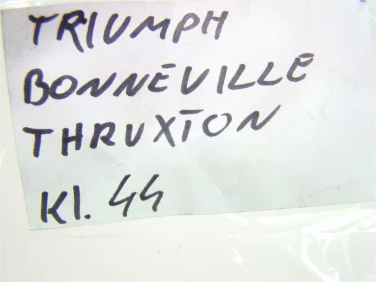 TRIUMPH
BONNEVILLE
THRUXTON
Kl. 44